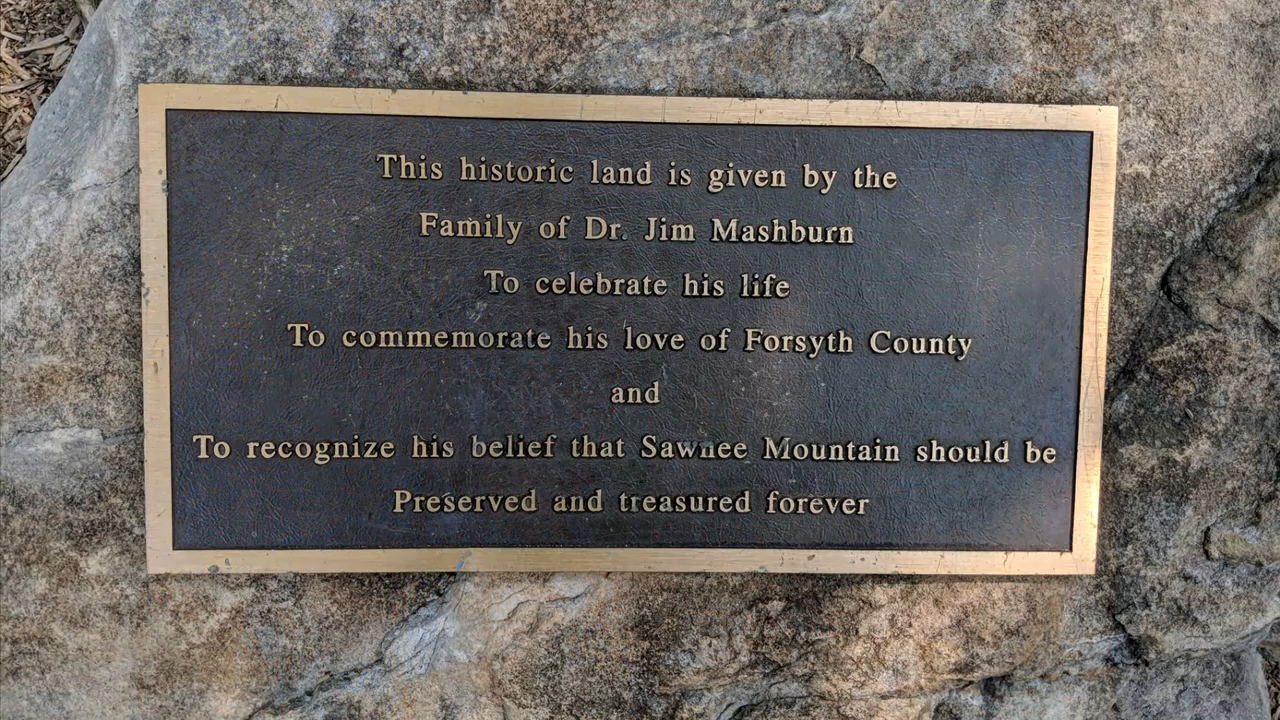 This historic land is given by the
Family of Dr. Jim Mashburn
To celebrate his life
To commemorate his love of Forsyth County
and
To recognize his belief that Sawnee Mountain should be
Preserved and treasured forever